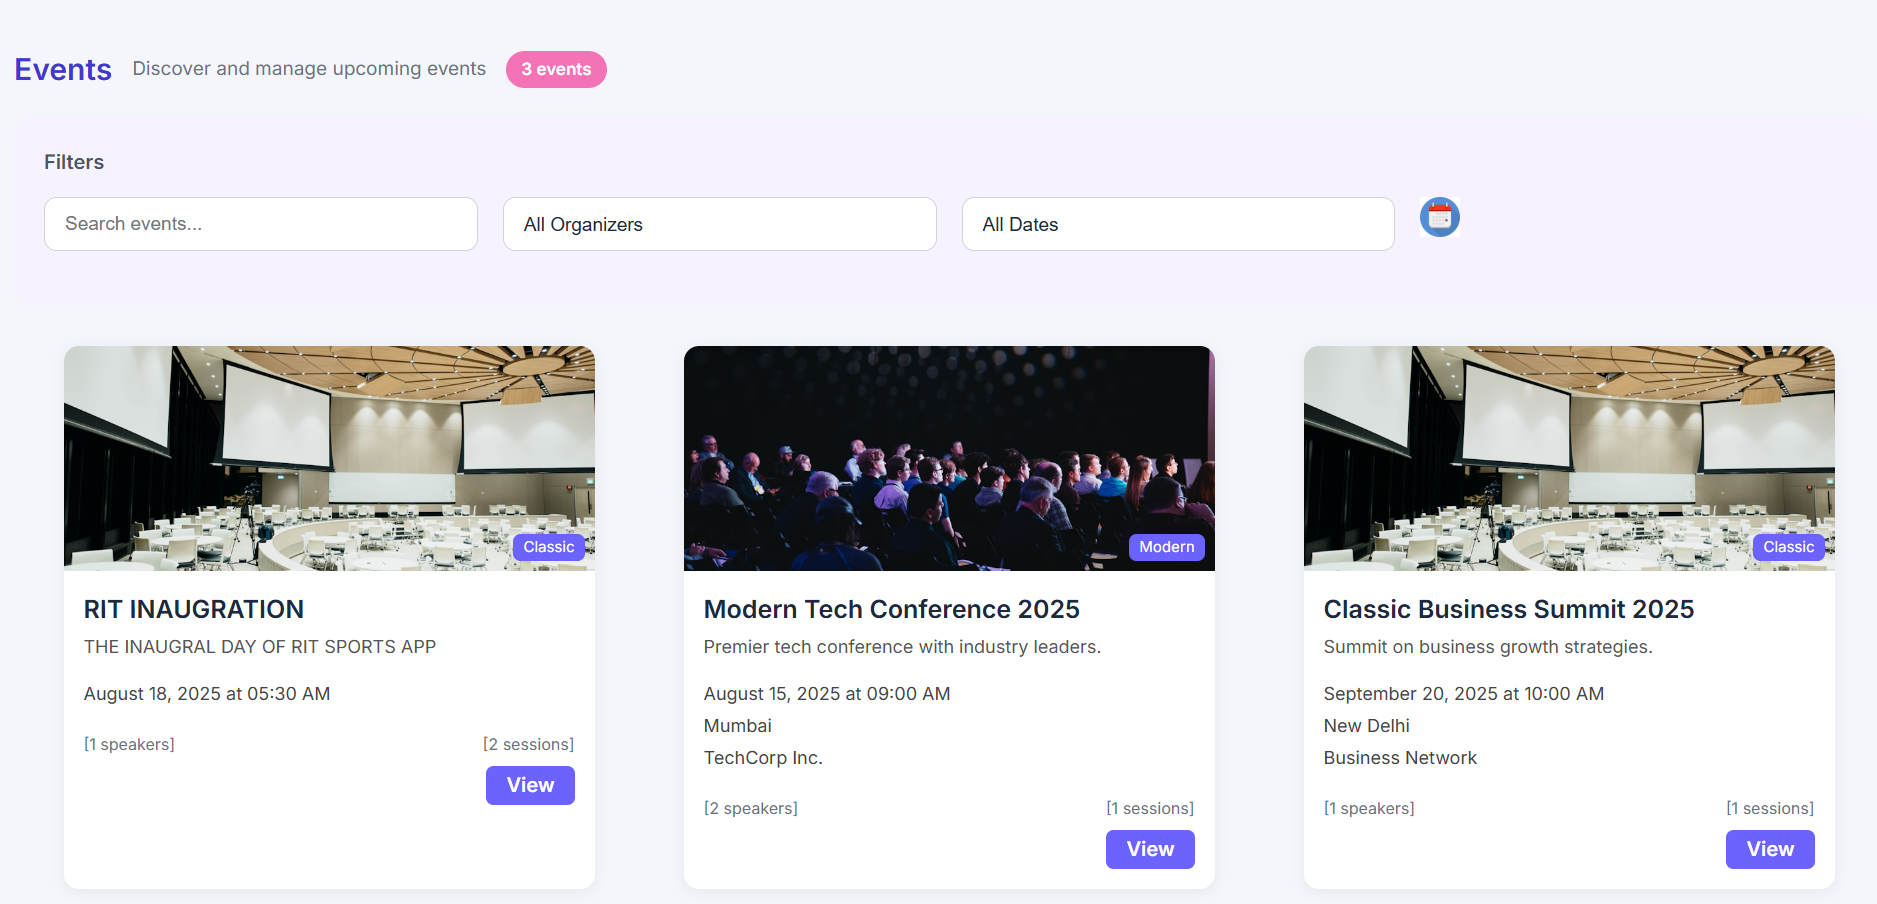 Events Discover and manage upcoming events 3 events
Filters
Search events...
All Organizers
All Dates
Classic
RIT INAUGRATION
THE INAUGRAL DAY OF RIT SPORTS APP
August 18, 2025 at 05:30 AM
[1 speakers] [2 sessions]
View
Modern
Modern Tech Conference 2025
Premier tech conference with industry leaders.
August 15, 2025 at 09:00 AM
Mumbai
TechCorp Inc.
[2 speakers] [1 sessions]
View
Classic
Classic Business Summit 2025
Summit on business growth strategies.
September 20, 2025 at 10:00 AM
New Delhi
Business Network
[1 speakers] [1 sessions]
View